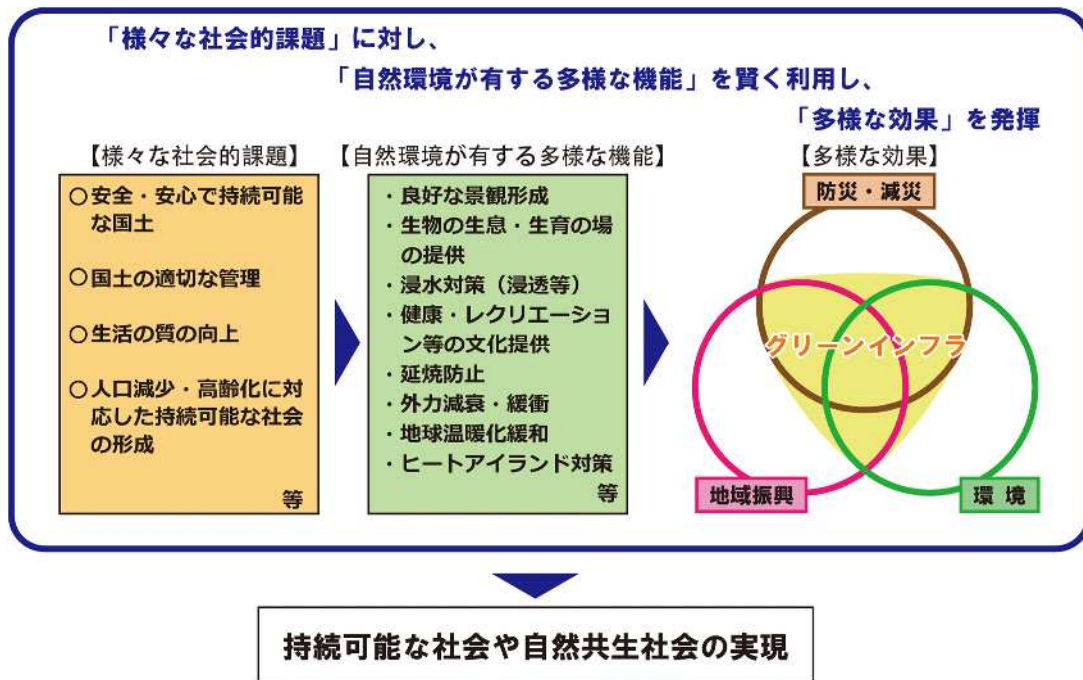 「様々な社会的課題」に対し、
「自然環境が有する多様な機能」を賢く利用し、
「多様な効果」を発揮
【様々な社会的課題】
○安全・安心で持続可能
な国土
○国土の適切な管理
○生活の質の向上
○人口減少・高齢化に対
応した持続可能な社会
の形成
等
【自然環境が有する多様な機能】
・良好な景観形成
・生物の生息・生育の場
の提供
・浸水対策（浸透等）
・健康・レクリエーショ
ン等の文化提供
・延焼防止
・外力減衰・緩衝
・地球温暖化緩和
・ヒートアイランド対策
等
【多様な効果】
防災・減災
グリーンインフラ
地域振興
環 境
持続可能な社会や自然共生社会の実現